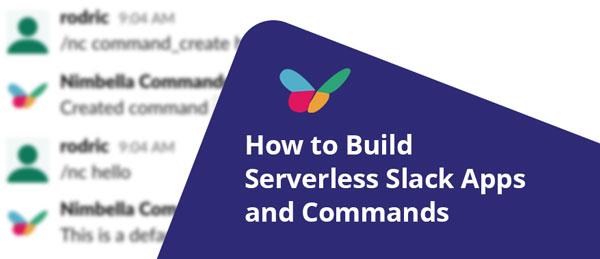 rodric 9:04 AM
/nc command_create
Nimbella Command
Created command
rodric 9:04 AM
/nc hello
Nimbella Com
This is a defa
How to Build
Serverless Slack Apps
and Commands